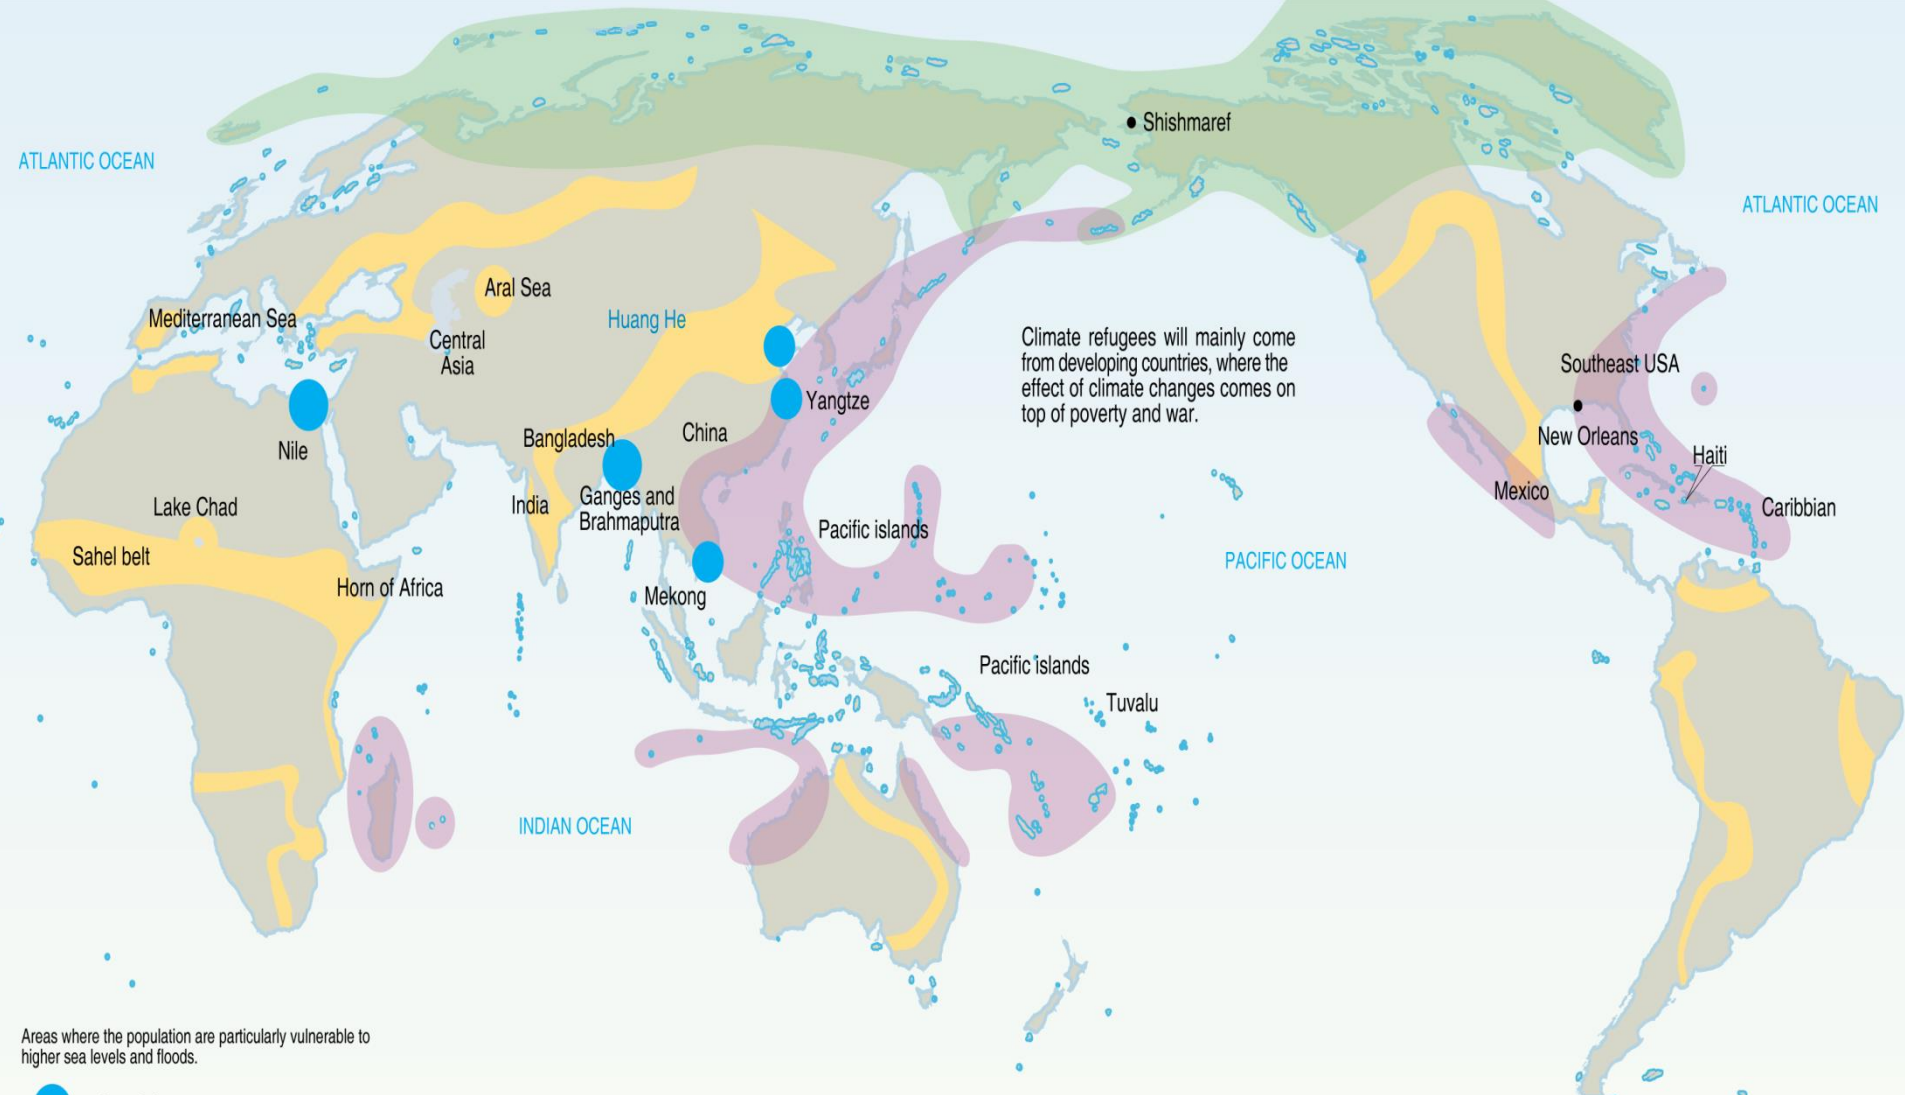 Shishmaref
ATLANTIC OCEAN
ATLANTIC OCEAN
Aral Sea
Mediterranean Sea
Huang He
Central
Asia
Climate refugees will mainly come
from developing countries, where the
effect of climate changes comes on
top of poverty and war.
Southeast USA
Yangtze
New Orleans
Nile
Bangladesh
China
Haiti
Lake Chad
India
Ganges and
Brahmaputra
Mexico
Caribbian
Pacific islands
Sahel belt
PACIFIC OCEAN
Horn of Africa
Mekong
Pacific islands
Tuvalu
INDIAN OCEAN
Areas where the population are particularly vulnerable to
higher sea levels and floods.